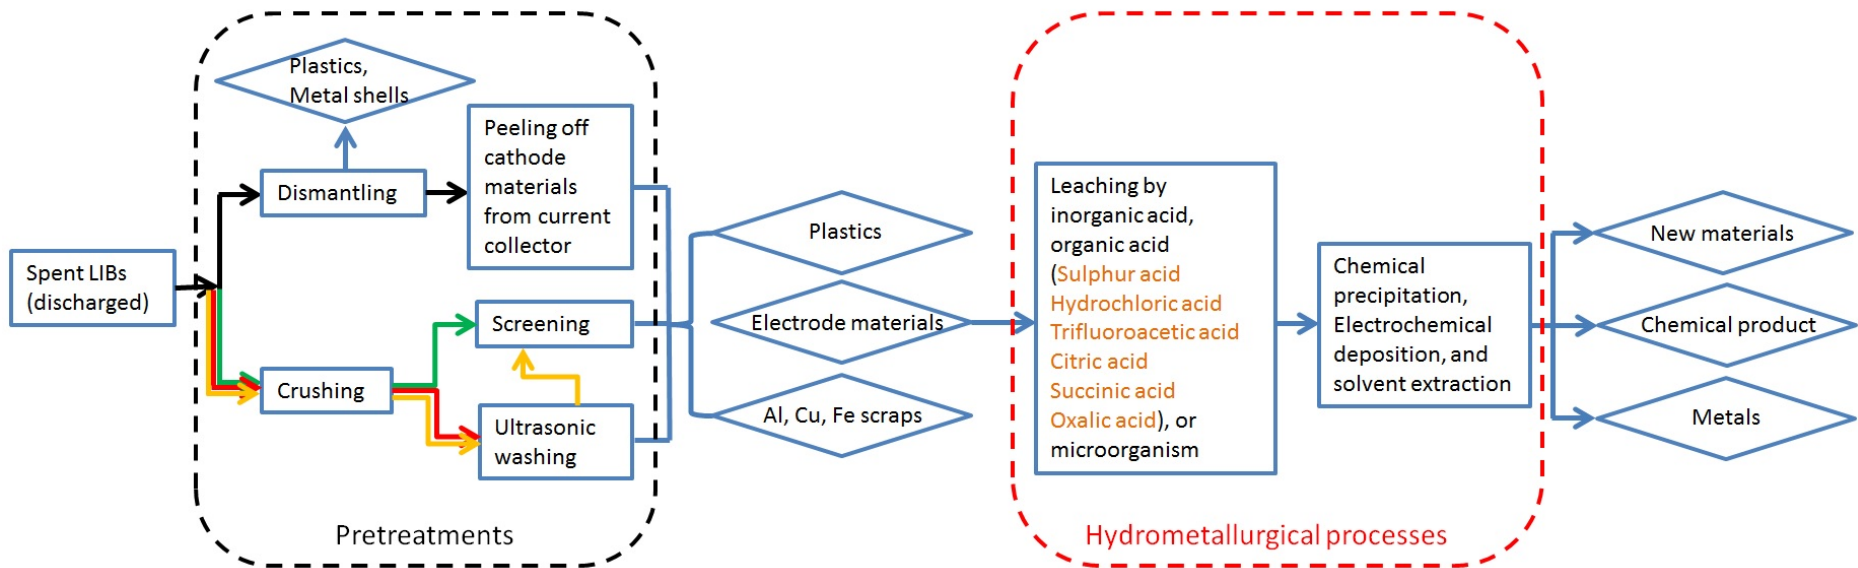 Spent LIBs
(discharged)
Plastics,
Metal shells
Dismantling
Peeling off
cathode
materials
from current
collector
Crushing
Screening
Ultrasonic
washing
Pretreatments
Plastics
Electrode materials
Al, Cu, Fe scraps
Leaching by
inorganic acid,
organic acid
(Sulphur acid
Hydrochloric acid
Trifluoroacetic acid
Citric acid
Succinic acid
Oxalic acid), or
microorganism
Chemical
precipitation,
Electrochemical
deposition, and
solvent extraction
Hydrometallurgical processes
New materials
Chemical product
Metals